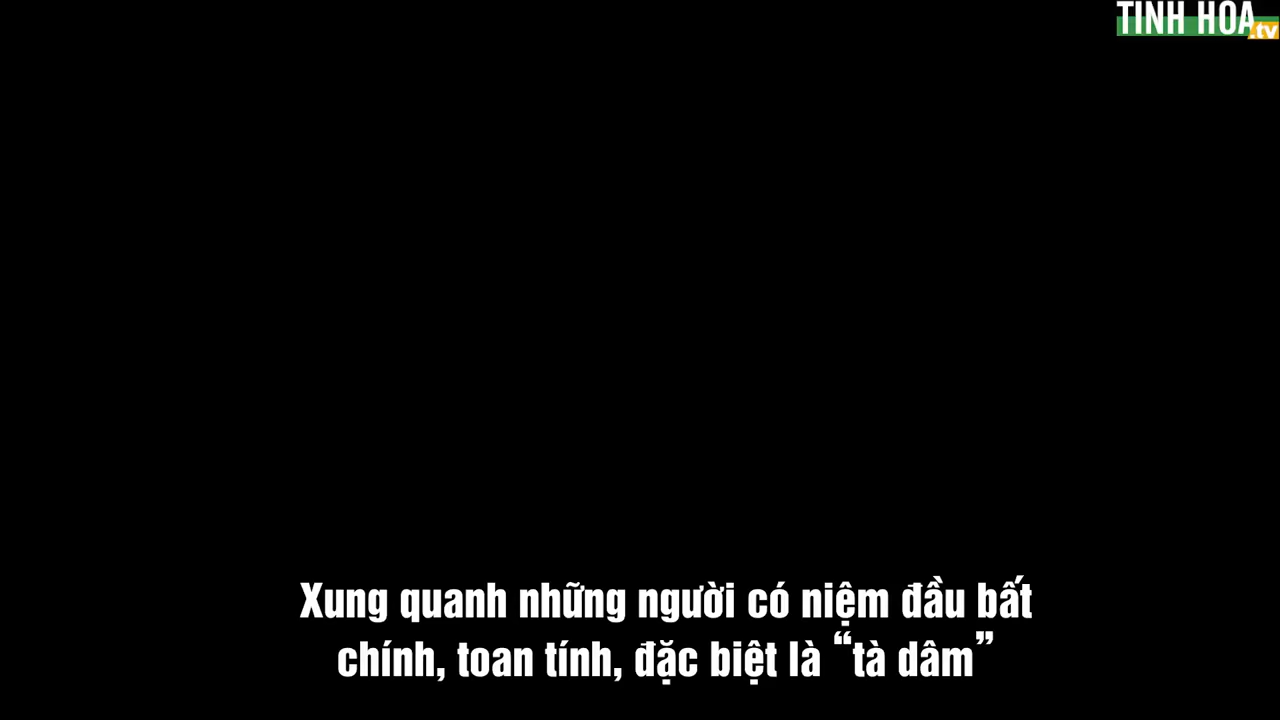 TINH HOA
.tv
Xung quanh những người có niệm đầu bất
chính, toan tính, đặc biệt là “tà dâm”